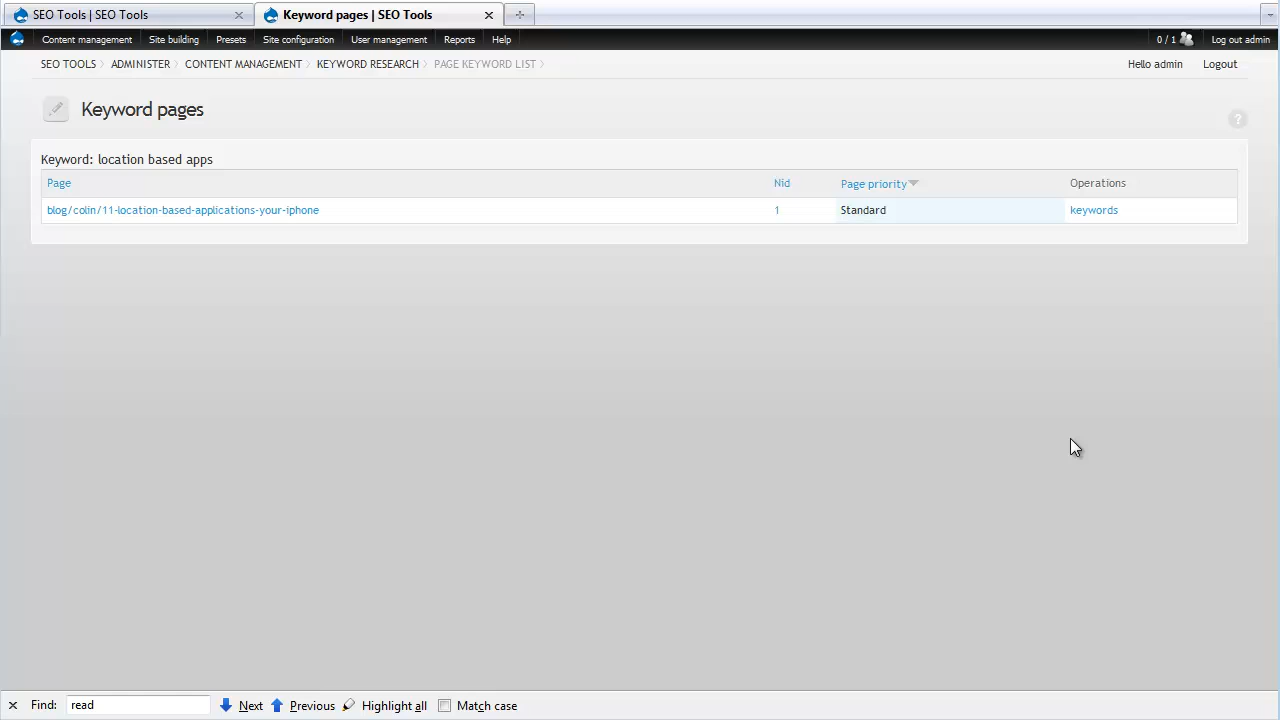 SEO Tools | SEO Tools
Keyword pages | SEO Tools
Content management Site building Presets Site configuration User management Reports Help 0 / 1 Log out admin
SEO TOOLS ADMINISTER CONTENT MANAGEMENT KEYWORD RESEARCH PAGE KEYWORD LIST Hello admin Logout
Keyword pages
?
Keyword: location based apps
Page Nid Page priority Operations
blog/colin/11-location-based-applications-your-iphone 1 Standard keywords
Find: read Next Previous Highlight all Match case